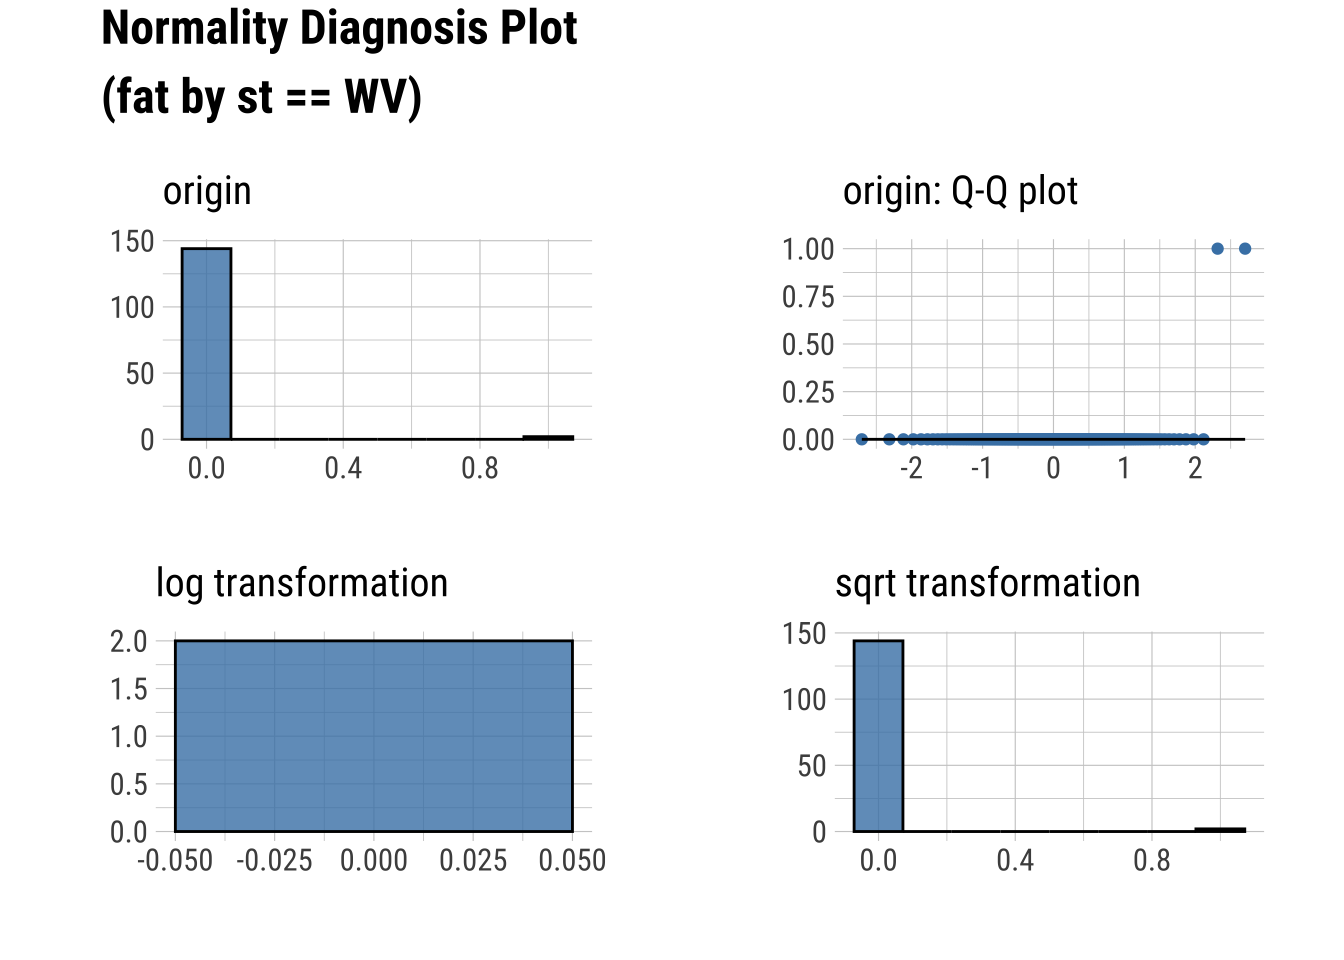 Normality Diagnosis Plot
(fat by st == WV)
origin
150
100
50
0
0.0 0.4 0.8
origin: Q-Q plot
1.00
0.75
0.50
0.25
0.00
-2 -1 0 1 2
log transformation
2.0
1.5
1.0
0.5
0.0
-0.050 -0.025 0.000 0.025 0.050
sqrt transformation
150
100
50
0
0.0 0.4 0.8